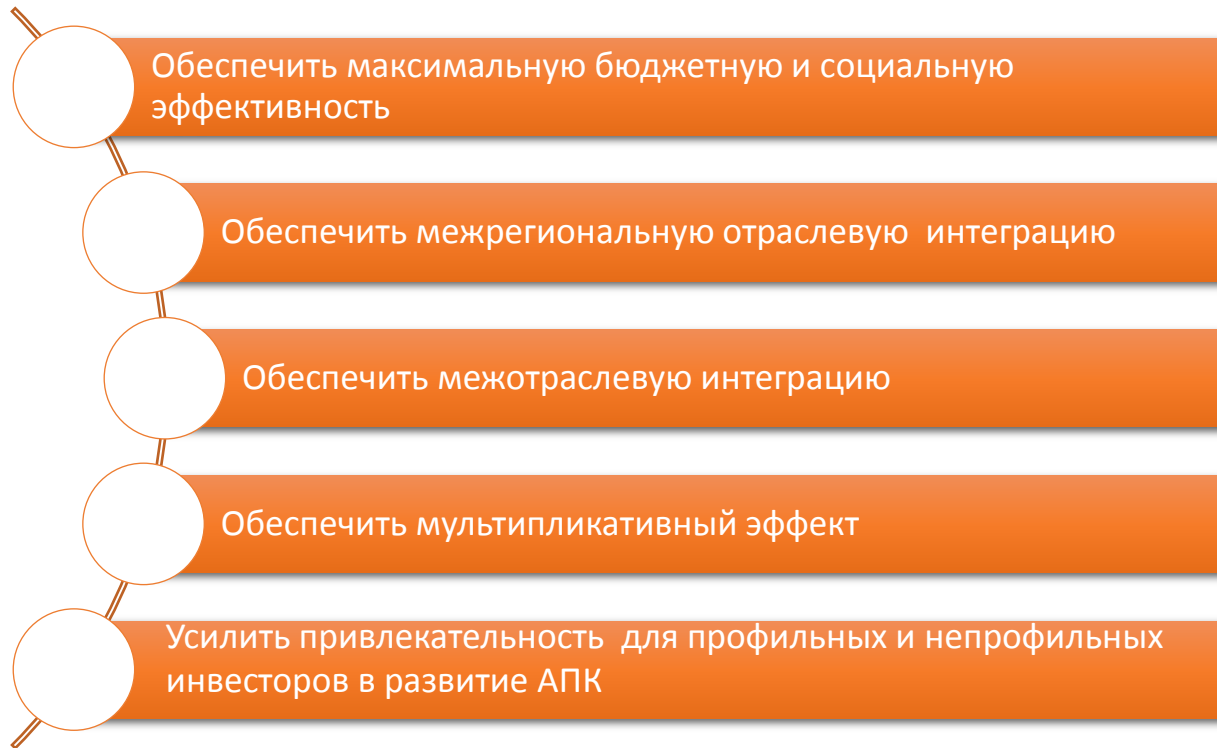 Обеспечить максимальную бюджетную и социальную
эффективность
Обеспечить межрегиональную отраслевую  интеграцию
Обеспечить межотраслевую интеграцию
Обеспечить мультипликативный эффект
Усилить привлекательность  для профильных и непрофильных
инвесторов в развитие АПК